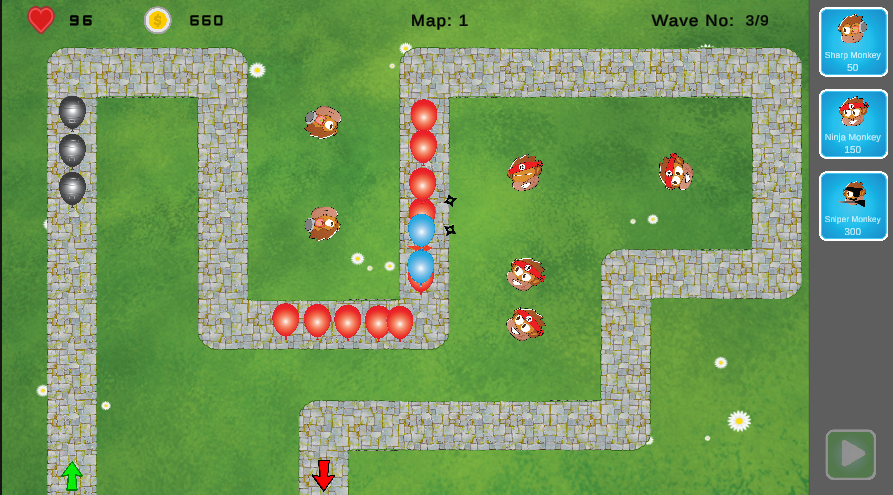 96
660
Map: 1
Wave No: 3/9
Sharp Monkey
50
Ninja Monkey
150
Sniper Monkey
300